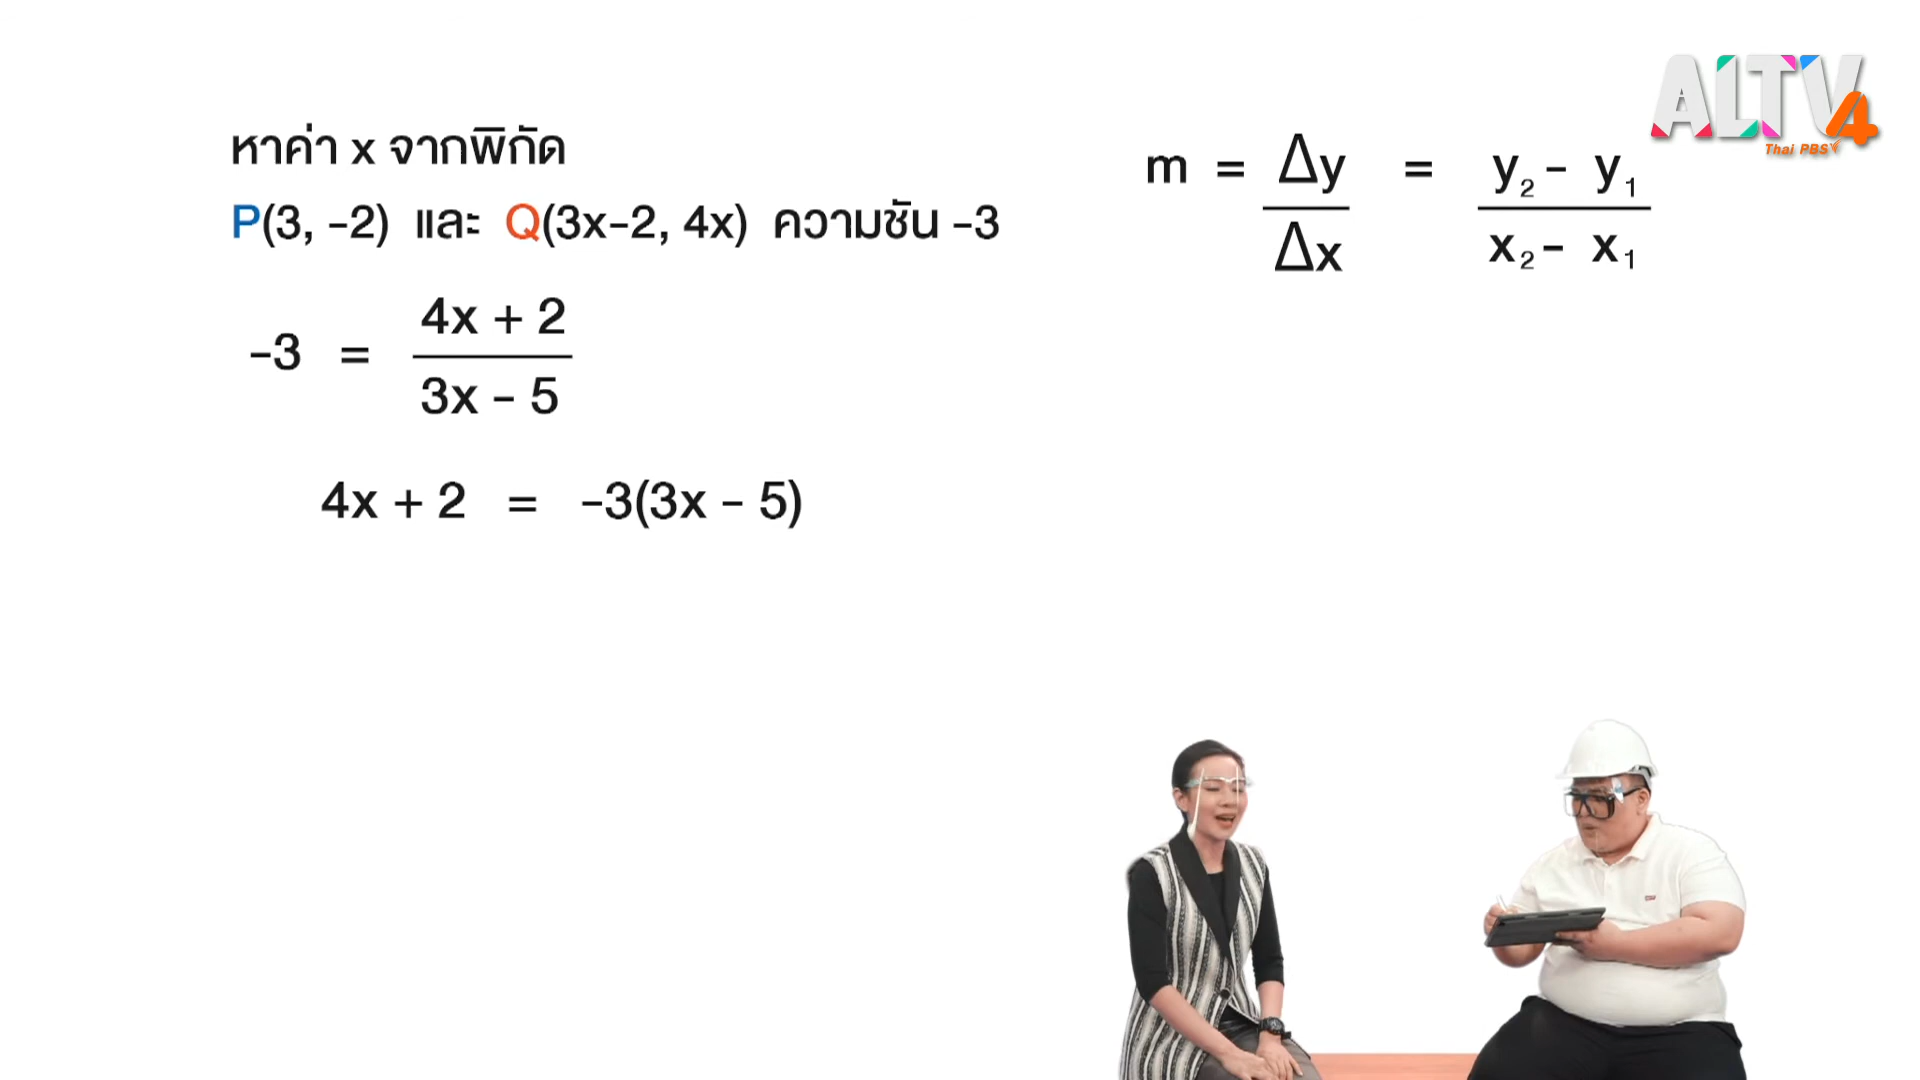 หาค่า x จากพิกัด
P(3, -2) และ Q(3x-2, 4x) ความชัน -3
-3 = 4x + 2
3x - 5
4x + 2 = -3(3x - 5)
m = Δy = y₂ - y₁
Δx x₂ - x₁
ALTV4
Thai PBS